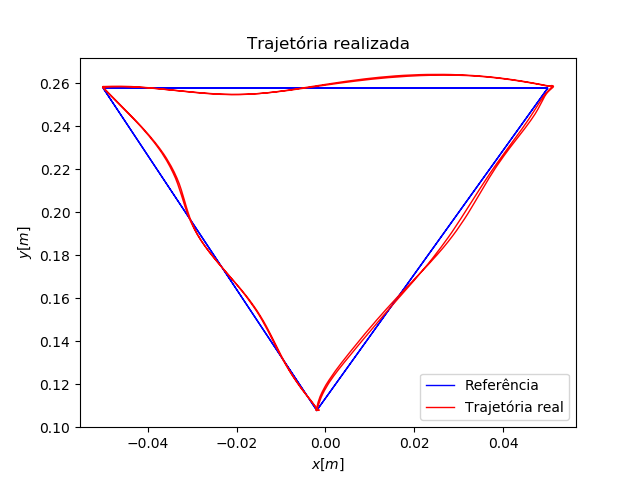 Trajetória realizada
y[m]
0.26
0.24
0.22
0.20
0.18
0.16
0.14
0.12
0.10
−0.04 −0.02 0.00 0.02 0.04
x[m]
Referência
Trajetória real